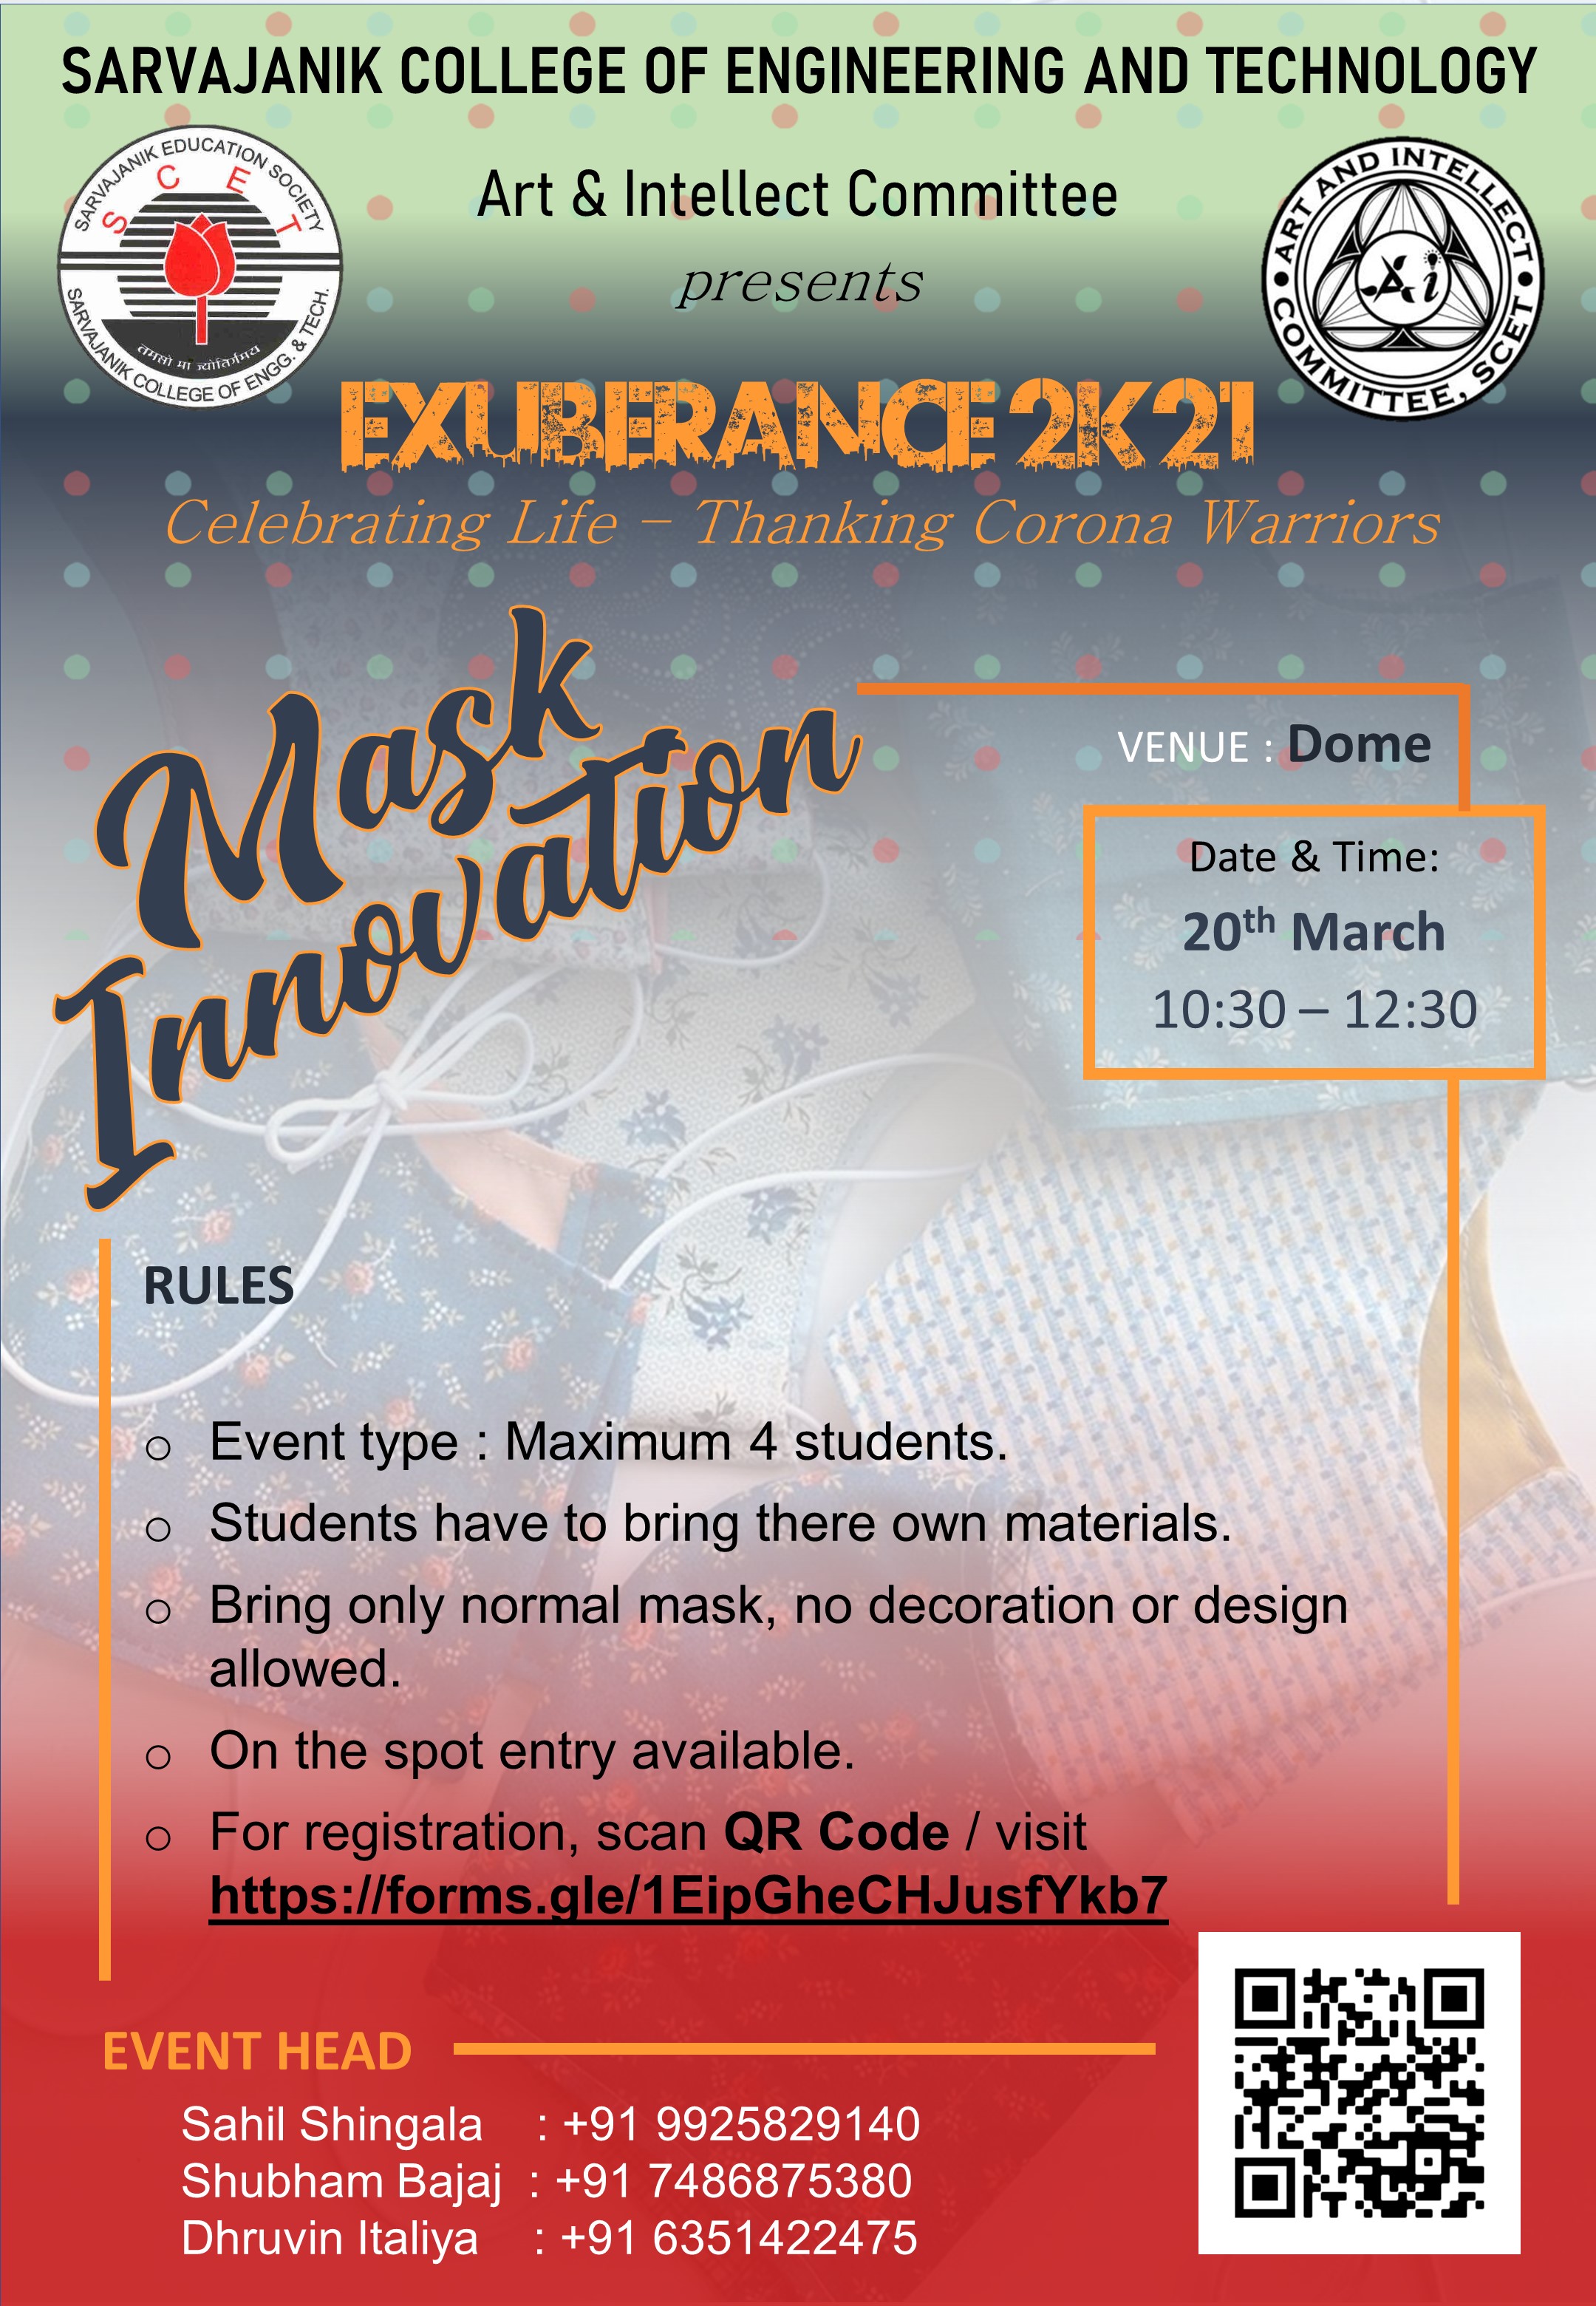 SARVAJANIK COLLEGE OF ENGINEERING AND TECHNOLOGY
SARVAJANIK EDUCATION SOCIETY
S C E T
तमसो मा ज्योतिर्गमय
SARVAJANIK COLLEGE OF ENGG. & TECH.
Art & Intellect Committee
presents
ART AND INTELLECT
Ai
COMMITTEE, SCET
EXUBERANCE 2K21
Celebrating Life – Thanking Corona Warriors
Mask
Innovation
VENUE : Dome
Date & Time:
20th March
10:30 – 12:30
RULES
o Event type : Maximum 4 students.
o Students have to bring there own materials.
o Bring only normal mask, no decoration or design
allowed.
o On the spot entry available.
o For registration, scan QR Code / visit
https://forms.gle/1EipGheCHJusfYkb7
EVENT HEAD
Sahil Shingala : +91 9925829140
Shubham Bajaj : +91 7486875380
Dhruvin Italiya : +91 6351422475